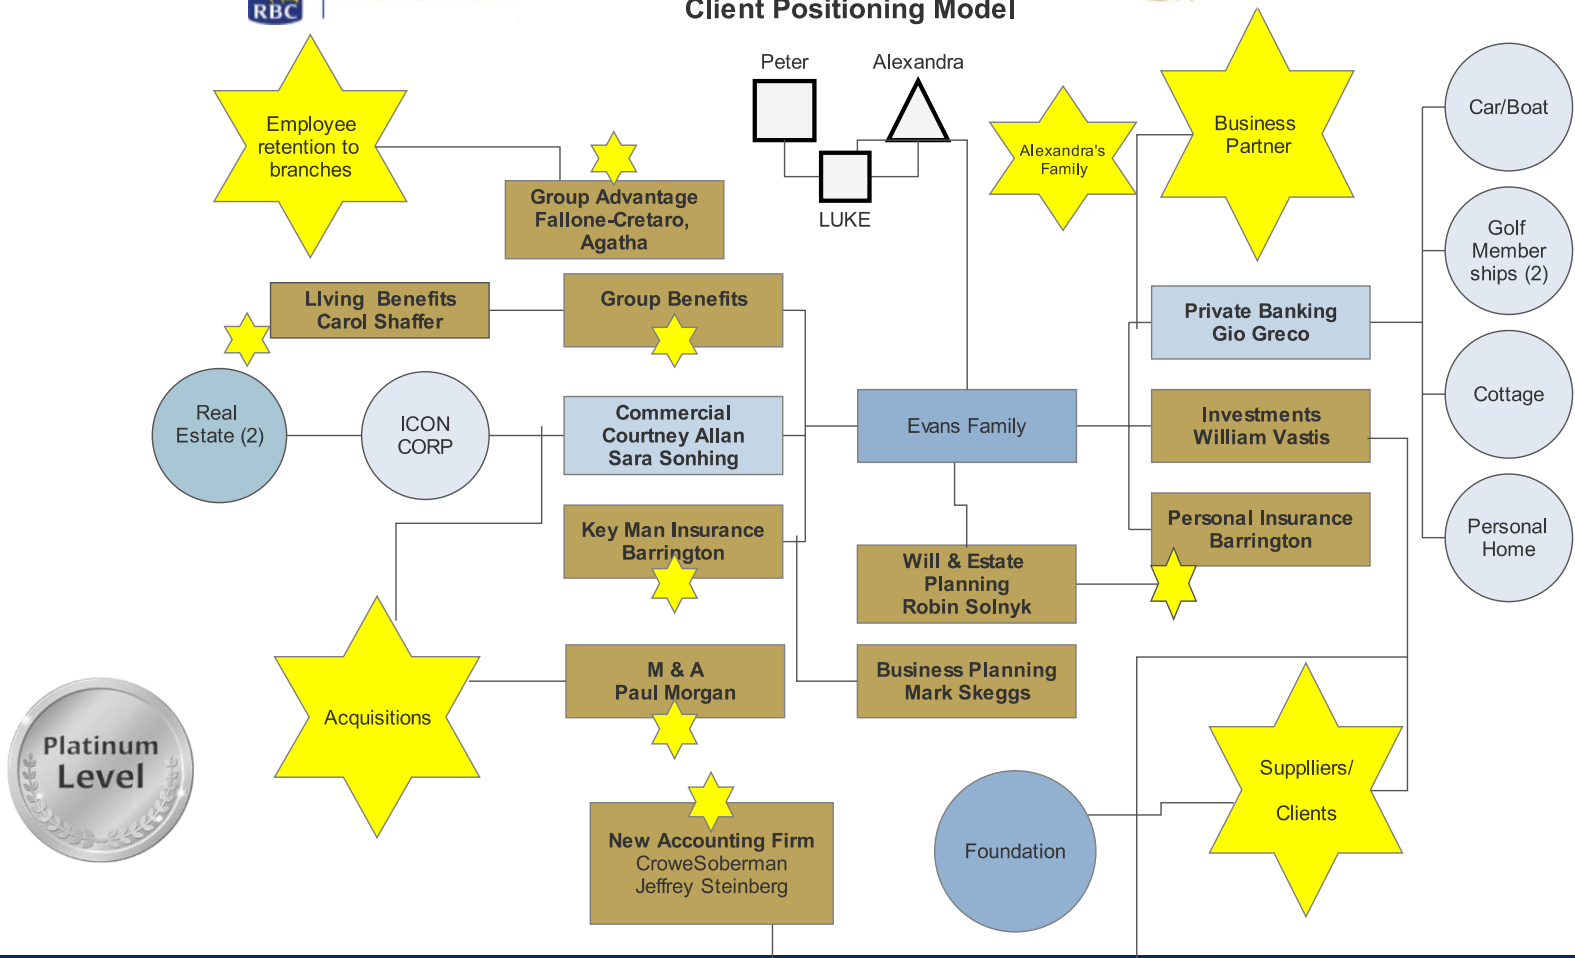 RBC
Client Positioning Model
Peter
Alexandra
LUKE
Employee
retention to
branches
Group Advantage
Fallone-Cretaro,
Agatha
Alexandra's
Family
Business
Partner
Car/Boat
Golf
Member
ships (2)
Cottage
Personal
Home
LIving Benefits
Carol Shaffer
Group Benefits
Private Banking
Gio Greco
Real
Estate (2)
ICON
CORP
Commercial
Courtney Allan
Sara Sonhing
Evans Family
Investments
William Vastis
Key Man Insurance
Barrington
Personal Insurance
Barrington
Will & Estate
Planning
Robin Solnyk
Acquisitions
M & A
Paul Morgan
Business Planning
Mark Skeggs
Platinum
Level
Supplliers/
Clients
New Accounting Firm
CroweSoberman
Jeffrey Steinberg
Foundation